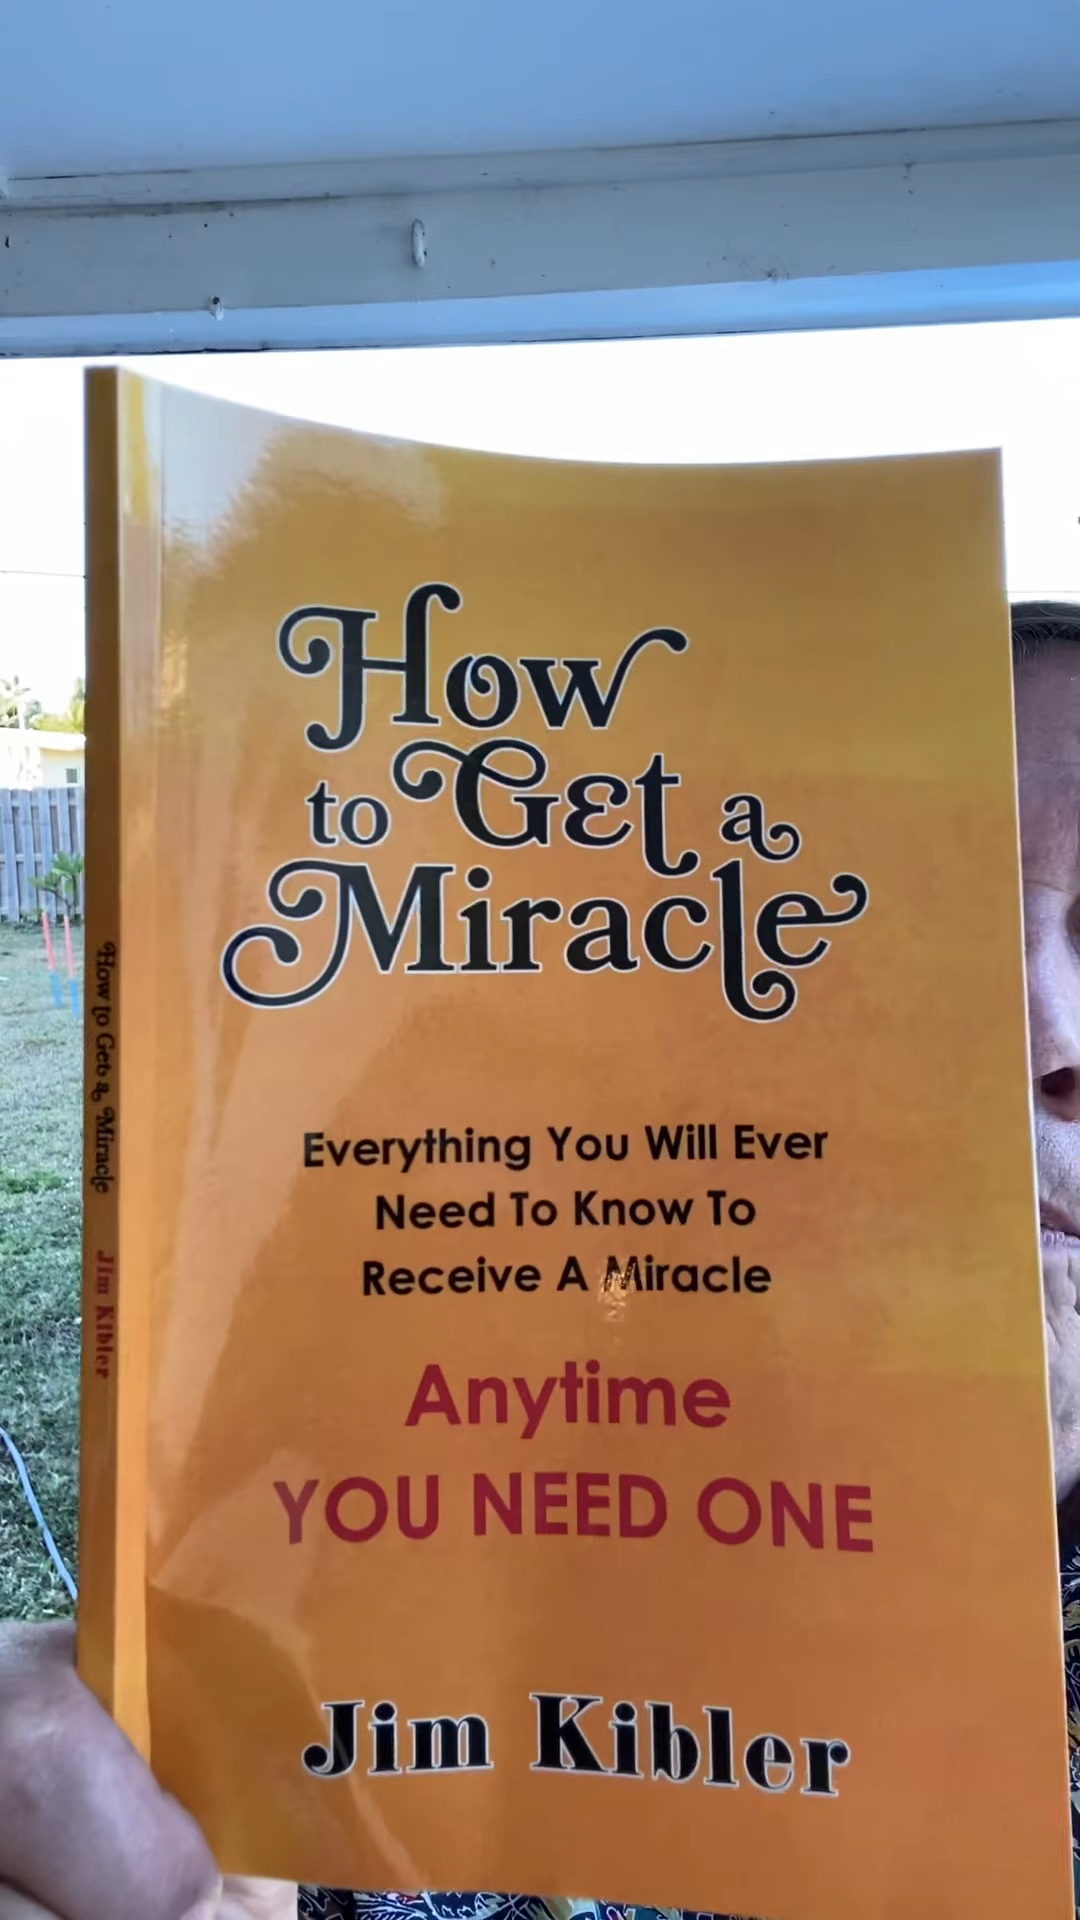 How
to Get a
Miracle
Everything You Will Ever
Need To Know To
Receive A Miracle
Anytime
YOU NEED ONE
Jim Kibler
How to Get a Miracle Jim Kibler